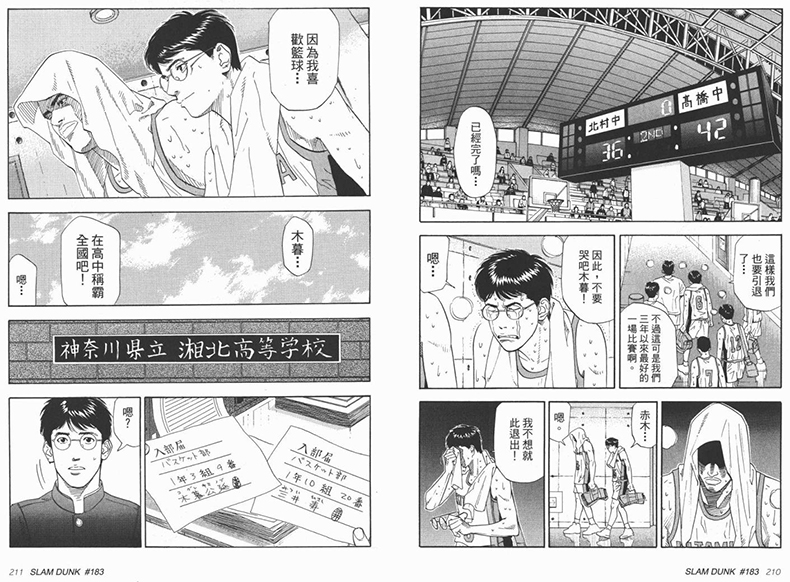 已經完了嗎…
北村中 0 高橋中
36 2ND 42
這樣我們
也要引退
了…
不過這可是我們
三年以來最好的
一場比賽啊。
因此，不要
哭吧木暮！
嗯…
赤木…
嗯。
我不想就
此退出！
SLAM DUNK #183 210
因為我喜
歡籃球…
木暮…
在高中稱霸
全國吧！
嗯…
神奈川県立 湘北高等学校
入部届
バスケット部
1年10組 20番
三井 寿
入部届
バスケット部
1年3組9番
木暮公延
嗯？
211 SLAM DUNK #183